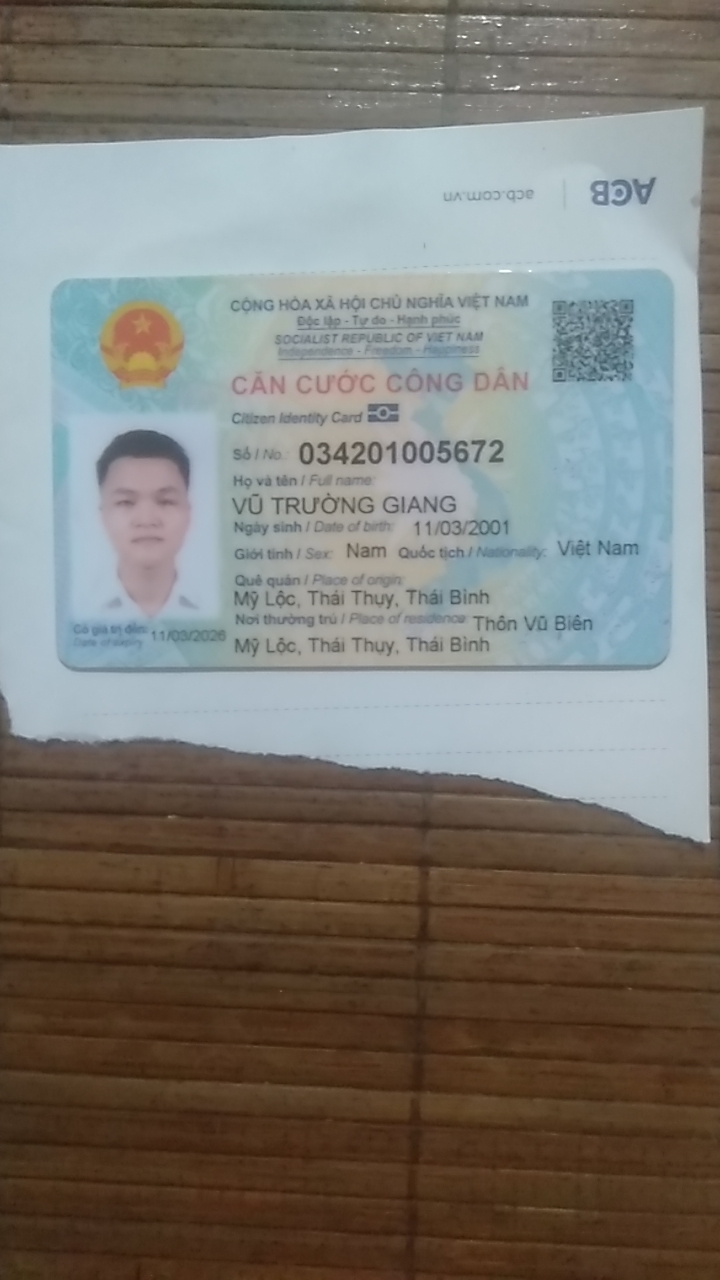 ACB | acb.com.vn
CỘNG HÒA XÃ HỘI CHỦ NGHĨA VIỆT NAM
Độc lập - Tự do - Hạnh phúc
SOCIALIST REPUBLIC OF VIET NAM
Independence - Freedom - Happiness
CĂN CƯỚC CÔNG DÂN
Citizen Identity Card
Số / No.: 034201005672
Họ và tên / Full name:
VŨ TRƯỜNG GIANG
Ngày sinh / Date of birth: 11/03/2001
Giới tính / Sex: Nam Quốc tịch / Nationality: Việt Nam
Quê quán / Place of origin:
Mỹ Lộc, Thái Thụy, Thái Bình
Nơi thường trú / Place of residence: Thôn Vũ Biên
Mỹ Lộc, Thái Thụy, Thái Bình
Có giá trị đến: 11/03/2026
Date of expiry